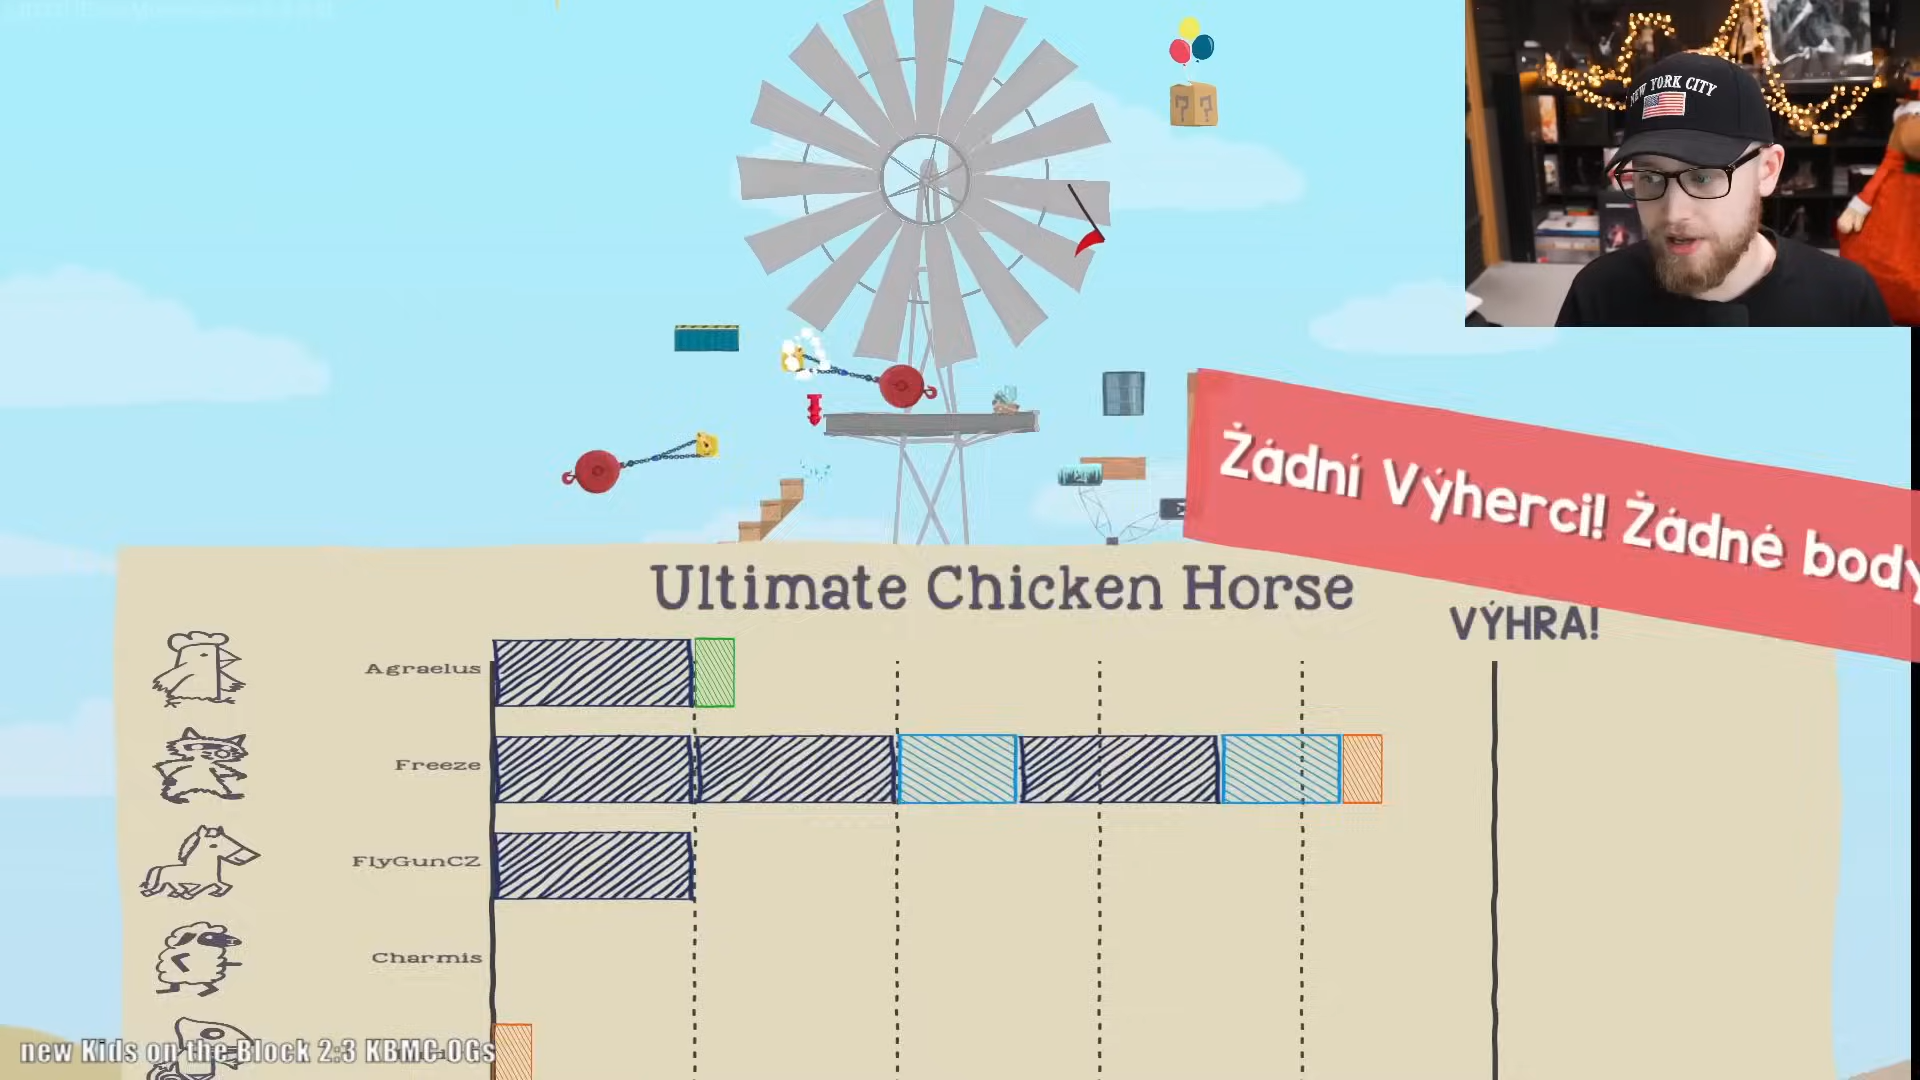 NEW YORK CITY
? ?
Žádní Výherci! Žádné body
Ultimate Chicken Horse
VÝHRA!
Agraelus
Freeze
FlyGunCZ
Charmis
new Kids on the Block 2:3 KBMC OGs